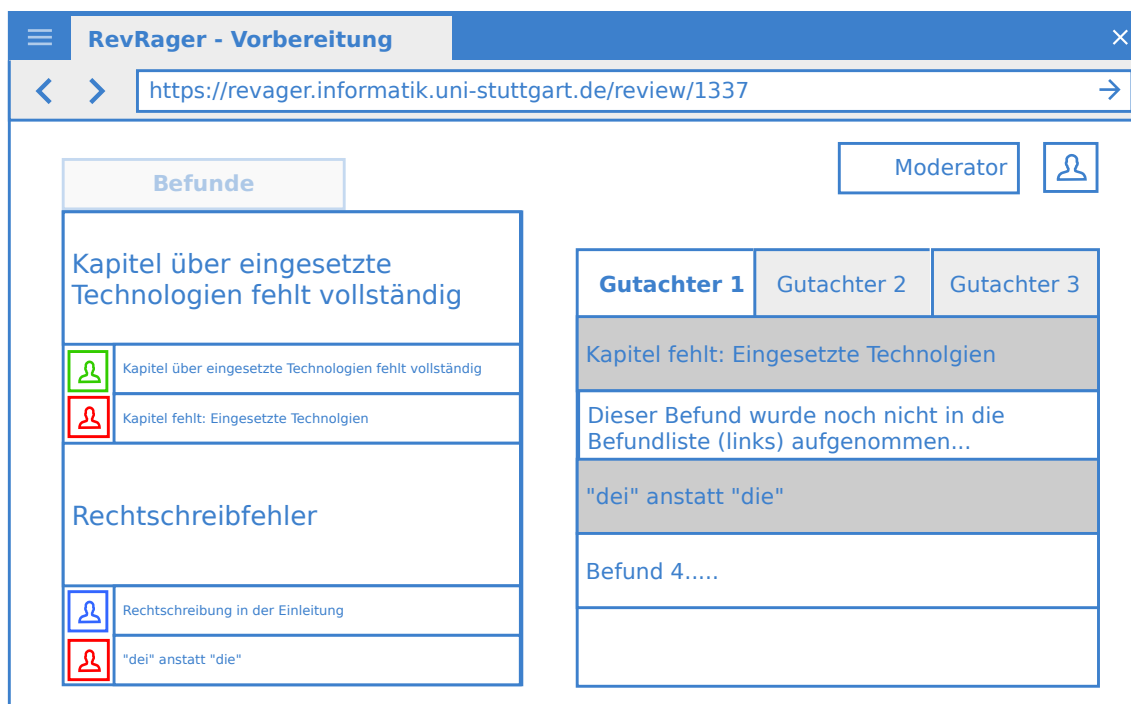 RevRager - Vorbereitung
https://revager.informatik.uni-stuttgart.de/review/1337
Moderator
Befunde
Kapitel über eingesetzte
Technologien fehlt vollständig
Kapitel über eingesetzte Technologien fehlt vollständig
Kapitel fehlt: Eingesetzte Technolgien
Rechtschreibfehler
Rechtschreibung in der Einleitung
"dei" anstatt "die"
Gutachter 1
Gutachter 2
Gutachter 3
Kapitel fehlt: Eingesetzte Technolgien
Dieser Befund wurde noch nicht in die
Befundliste (links) aufgenommen...
"dei" anstatt "die"
Befund 4.....